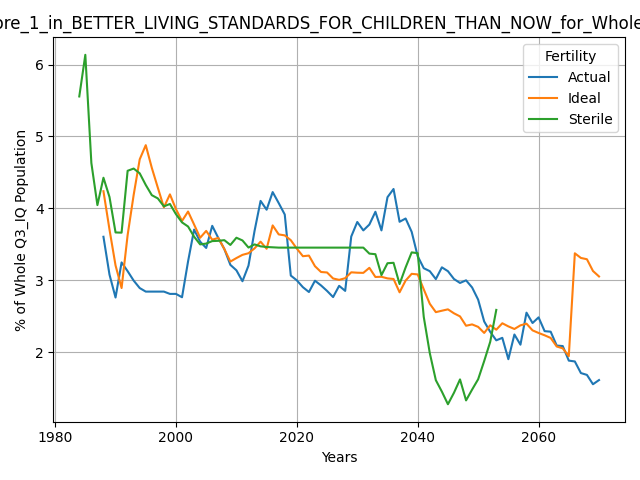 ore_1_in_BETTER_LIVING_STANDARDS_FOR_CHILDREN_THAN_NOW_for_Whole
Fertility
Actual
Ideal
Sterile
% of Whole Q3_IQ Population
6
5
4
3
2
1980
2000
2020
2040
2060
Years